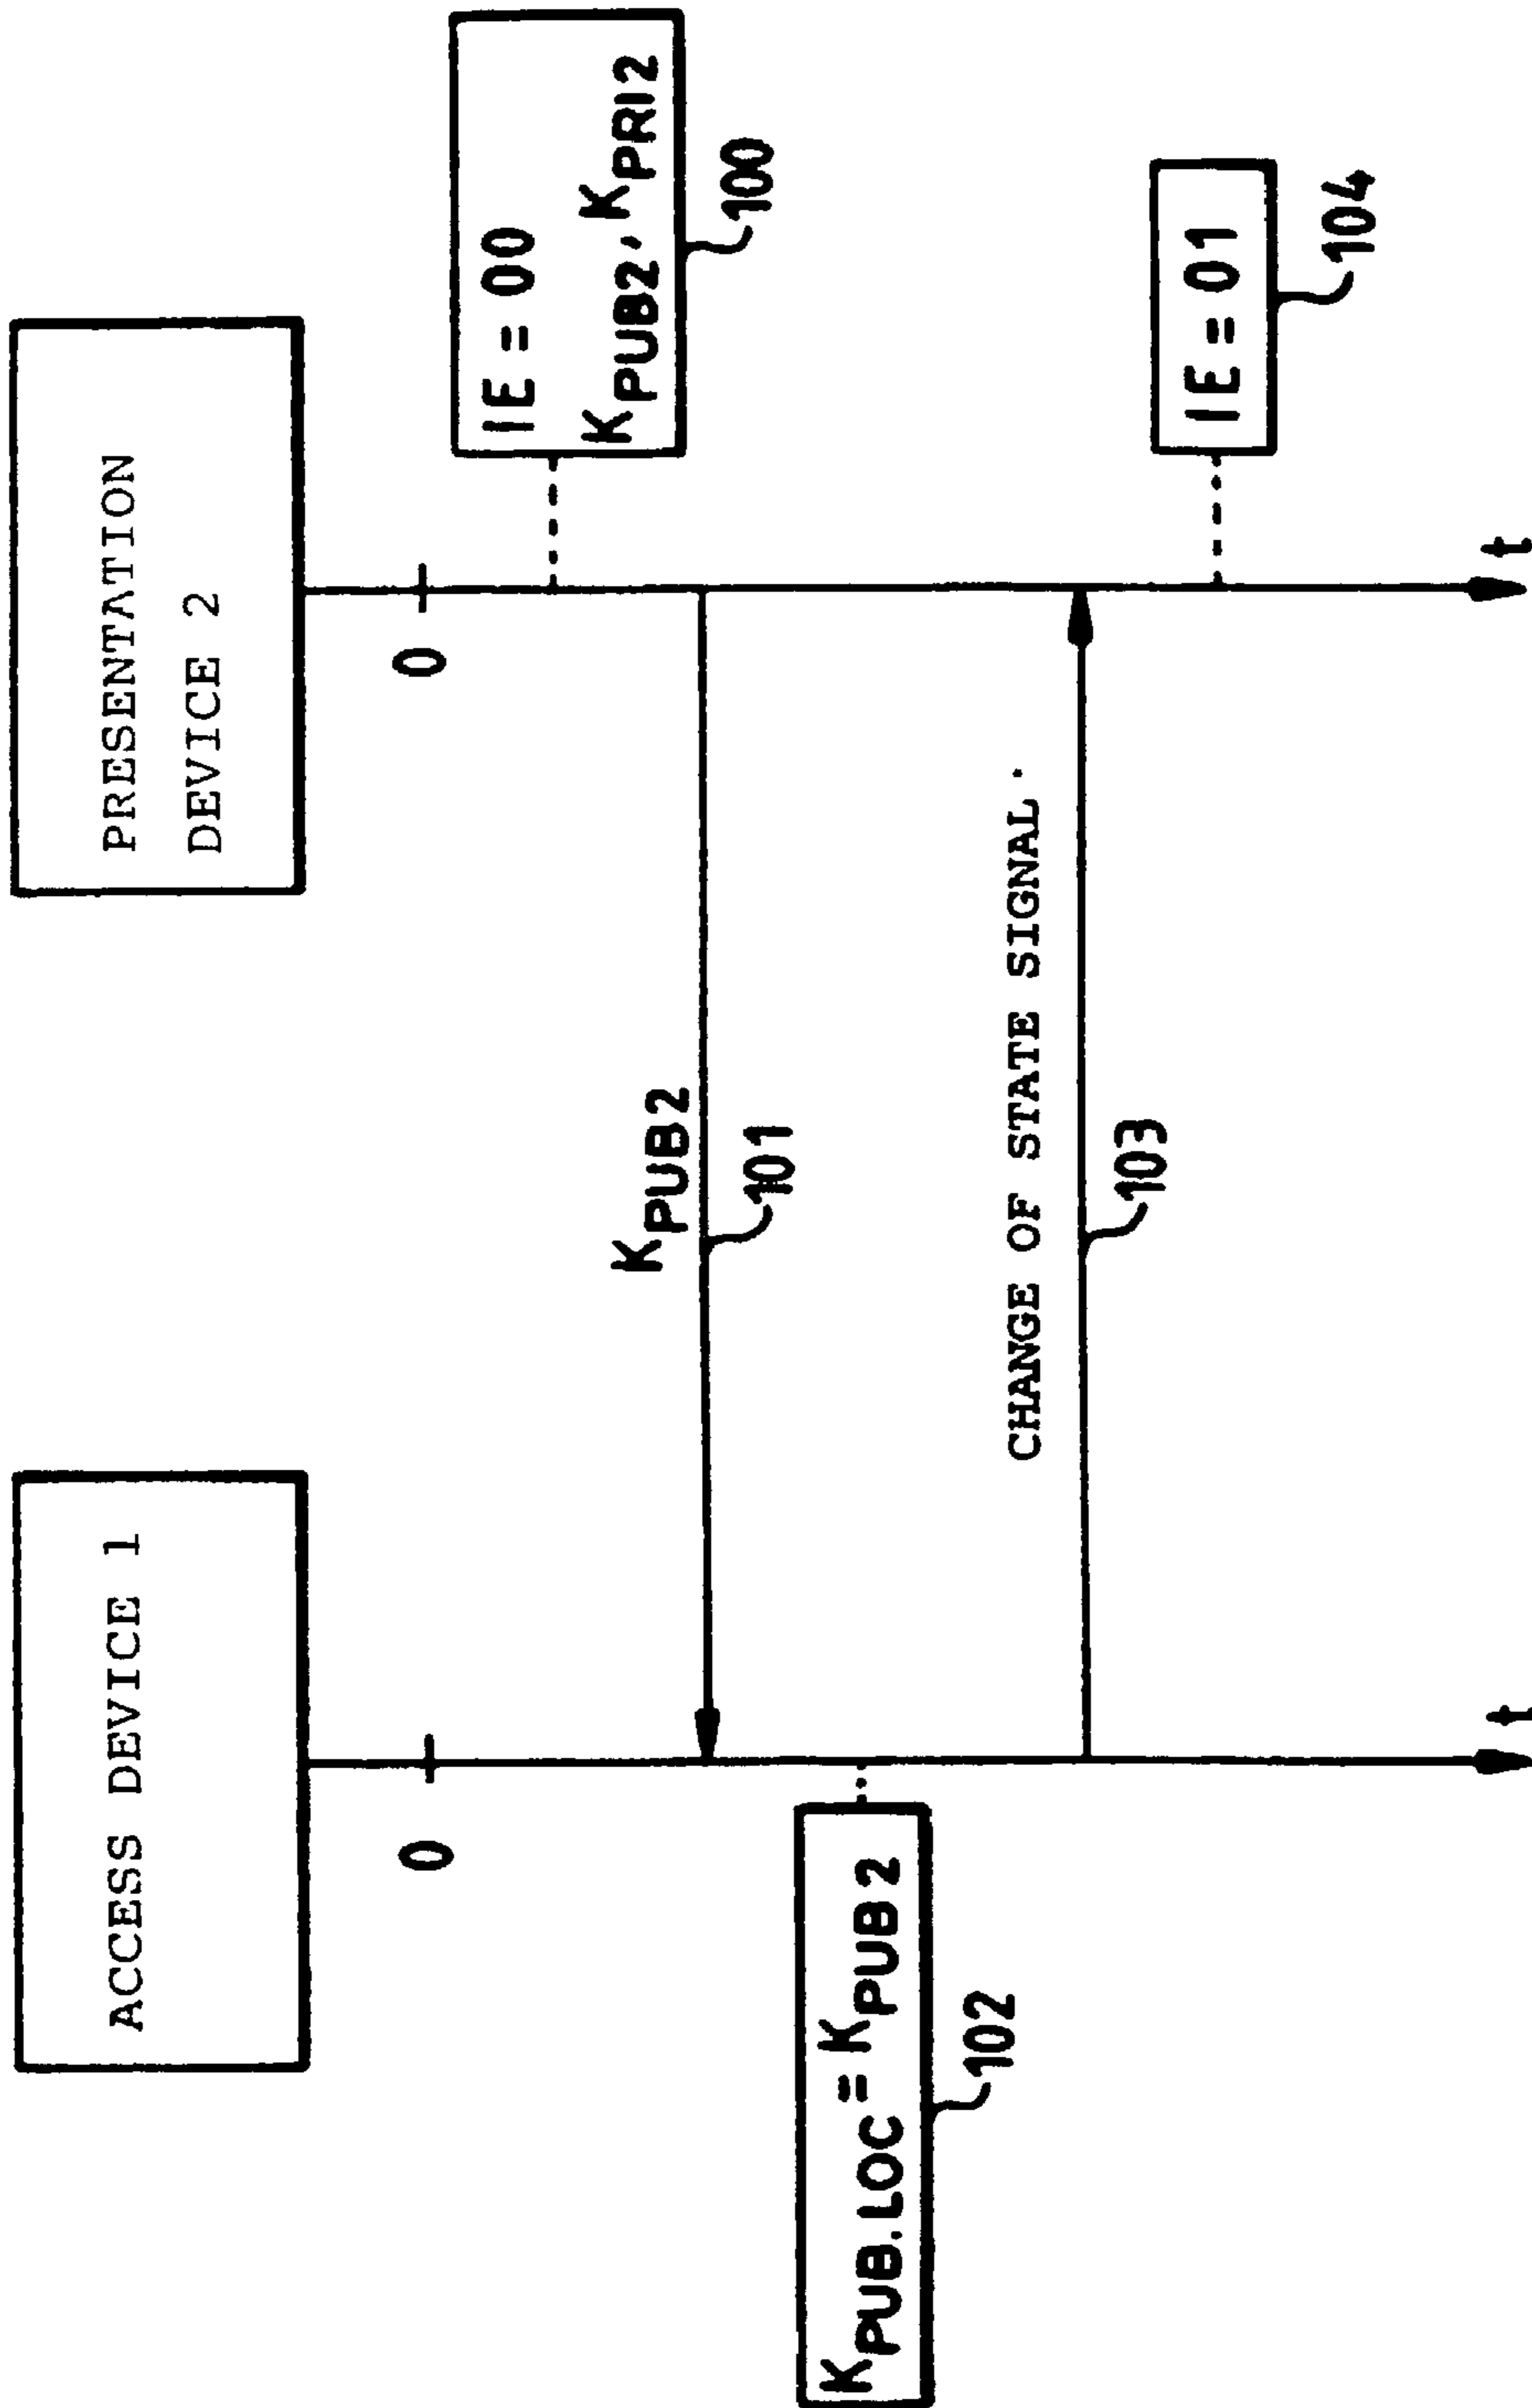 ACCESS DEVICE 1
PRESENTATION
DEVICE 2
0
0
IE = 00
KPUB2, KPRI2
100
KPUB2
101
KPUB.LOC = KPUB2
102
CHANGE OF STATE SIGNAL.
103
IE = 01
104
t
t